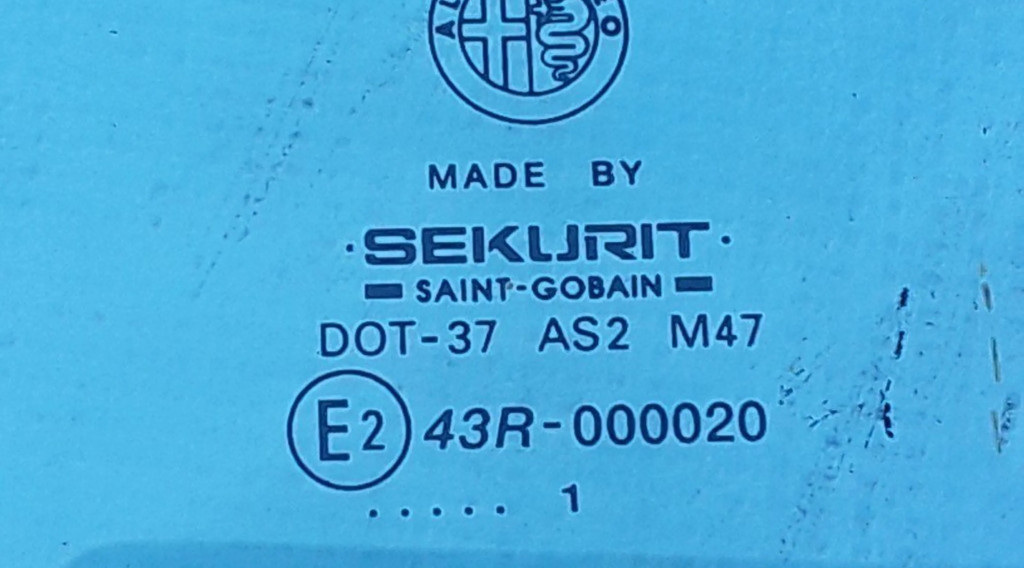 MADE BY
·SEKURIT·
SAINT-GOBAIN
DOT-37 AS2 M47
E2 43R-000020
..... 1